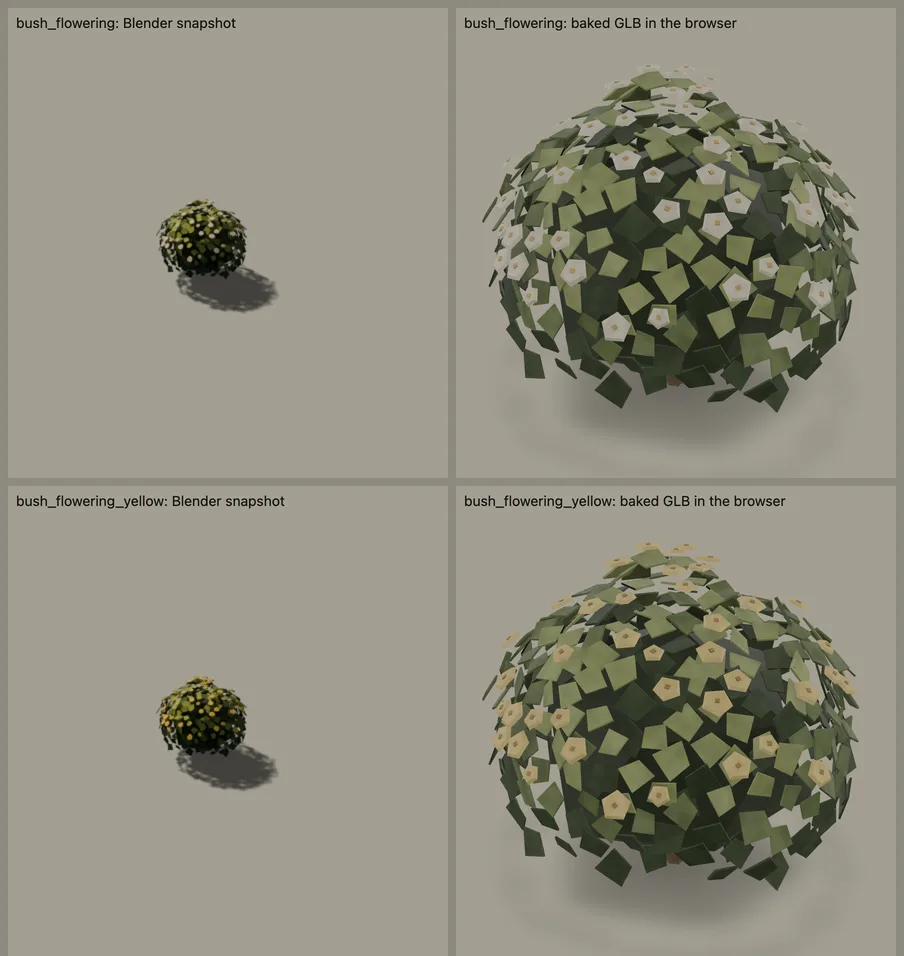 bush_flowering: Blender snapshot
bush_flowering: baked GLB in the browser
bush_flowering_yellow: Blender snapshot
bush_flowering_yellow: baked GLB in the browser